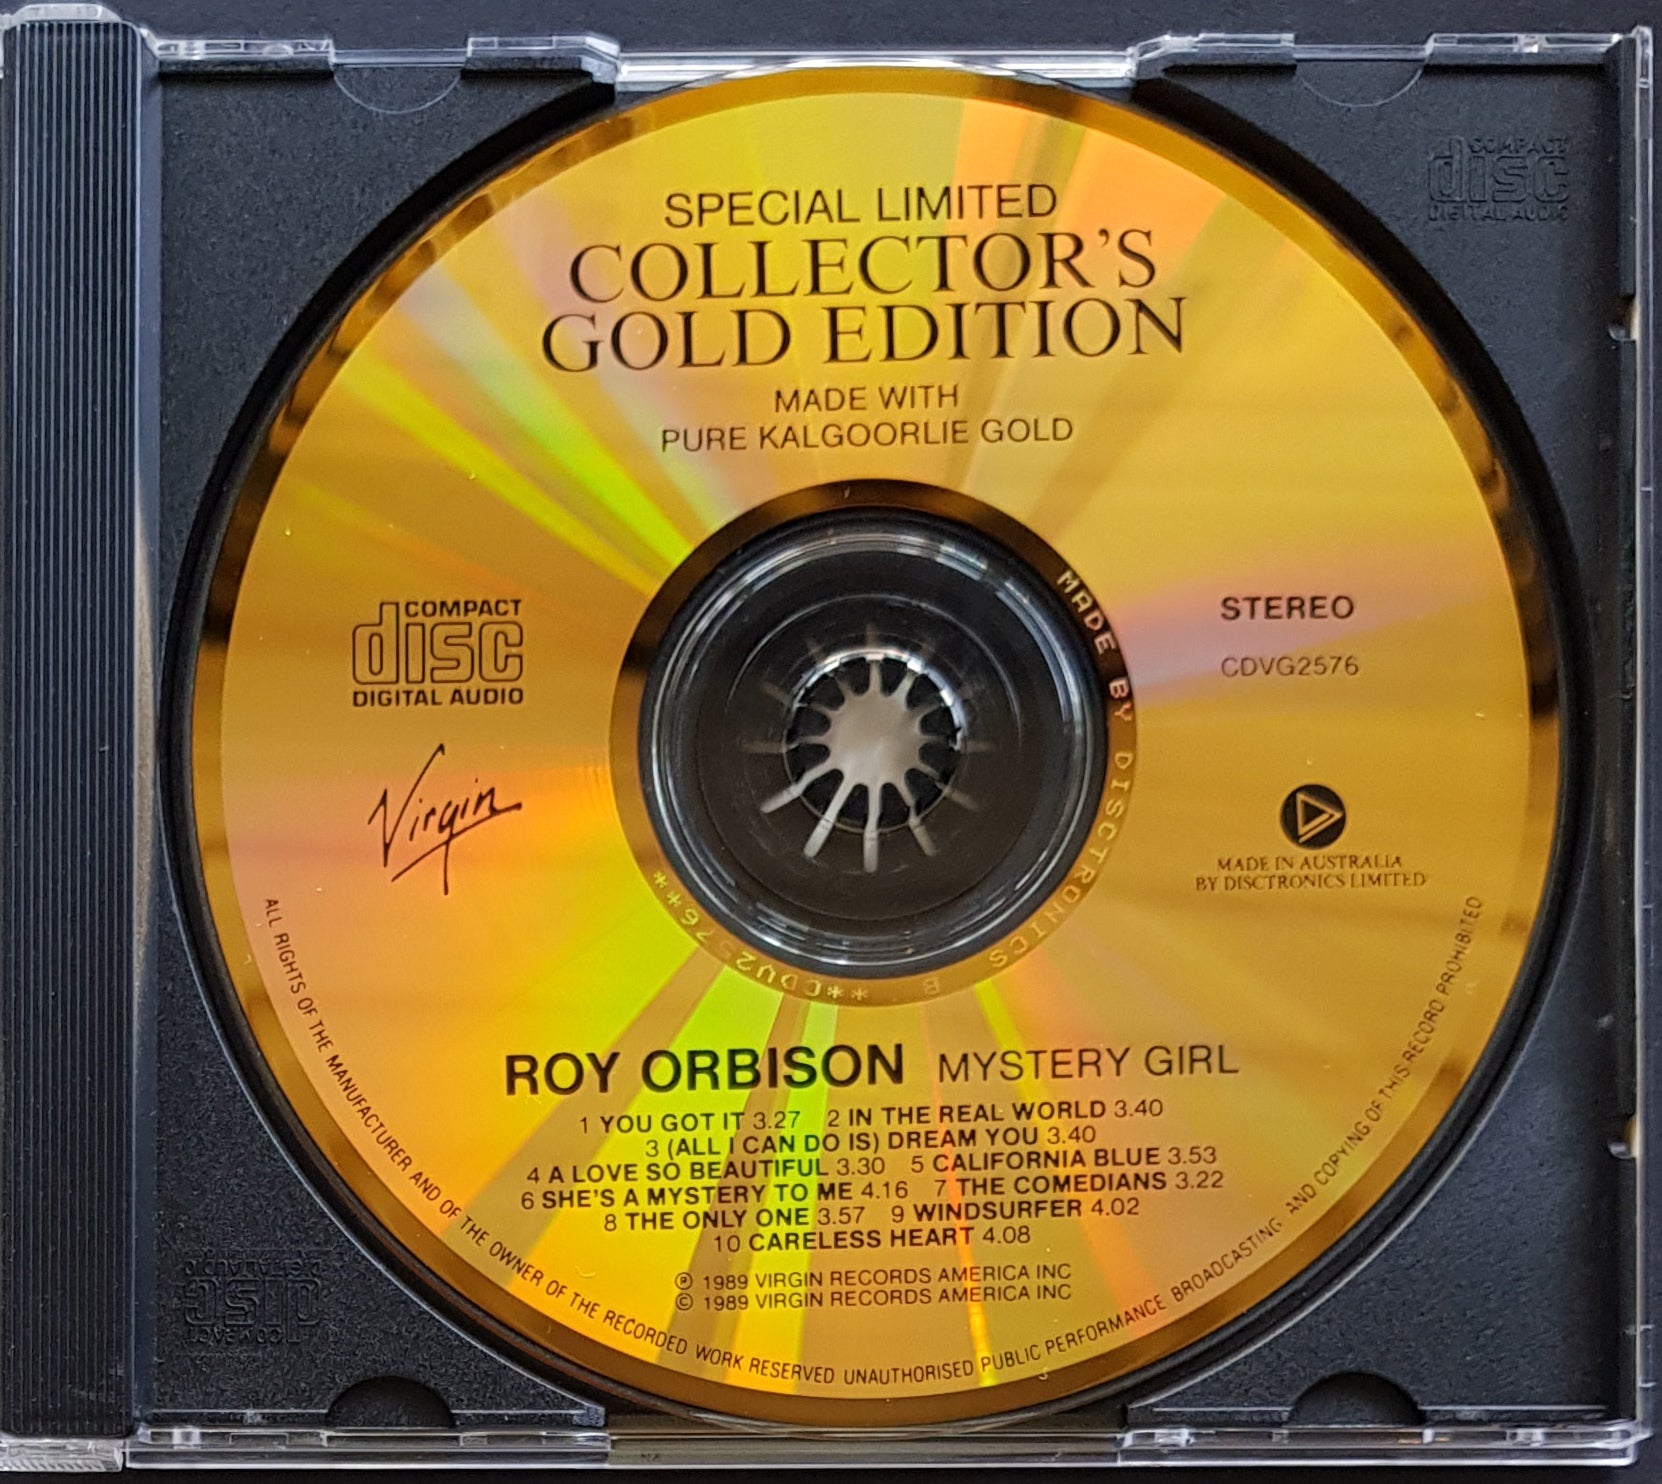 SPECIAL LIMITED
COLLECTOR'S
GOLD EDITION
MADE WITH
PURE KALGOORLIE GOLD
COMPACT
disc
DIGITAL AUDIO
COMPACT
disc
DIGITAL AUDIO
STEREO
CDVG2576
Virgin
MADE IN AUSTRALIA
BY DISCTRONICS LIMITED
MADE BY DISCTRONICS B **CDV2576**
ROY ORBISON MYSTERY GIRL
1 YOU GOT IT 3.27 2 IN THE REAL WORLD 3.40
3 (ALL I CAN DO IS) DREAM YOU 3.40
4 A LOVE SO BEAUTIFUL 3.30 5 CALIFORNIA BLUE 3.53
6 SHE'S A MYSTERY TO ME 4.16 7 THE COMEDIANS 3.22
8 THE ONLY ONE 3.57 9 WINDSURFER 4.02
10 CARELESS HEART 4.08
℗ 1989 VIRGIN RECORDS AMERICA INC
© 1989 VIRGIN RECORDS AMERICA INC
ALL RIGHTS OF THE MANUFACTURER AND OF THE OWNER OF THE RECORDED WORK RESERVED UNAUTHORISED PUBLIC PERFORMANCE BROADCASTING AND COPYING OF THIS RECORD PROHIBITED
COMPACT
disc
DIGITAL AUDIO